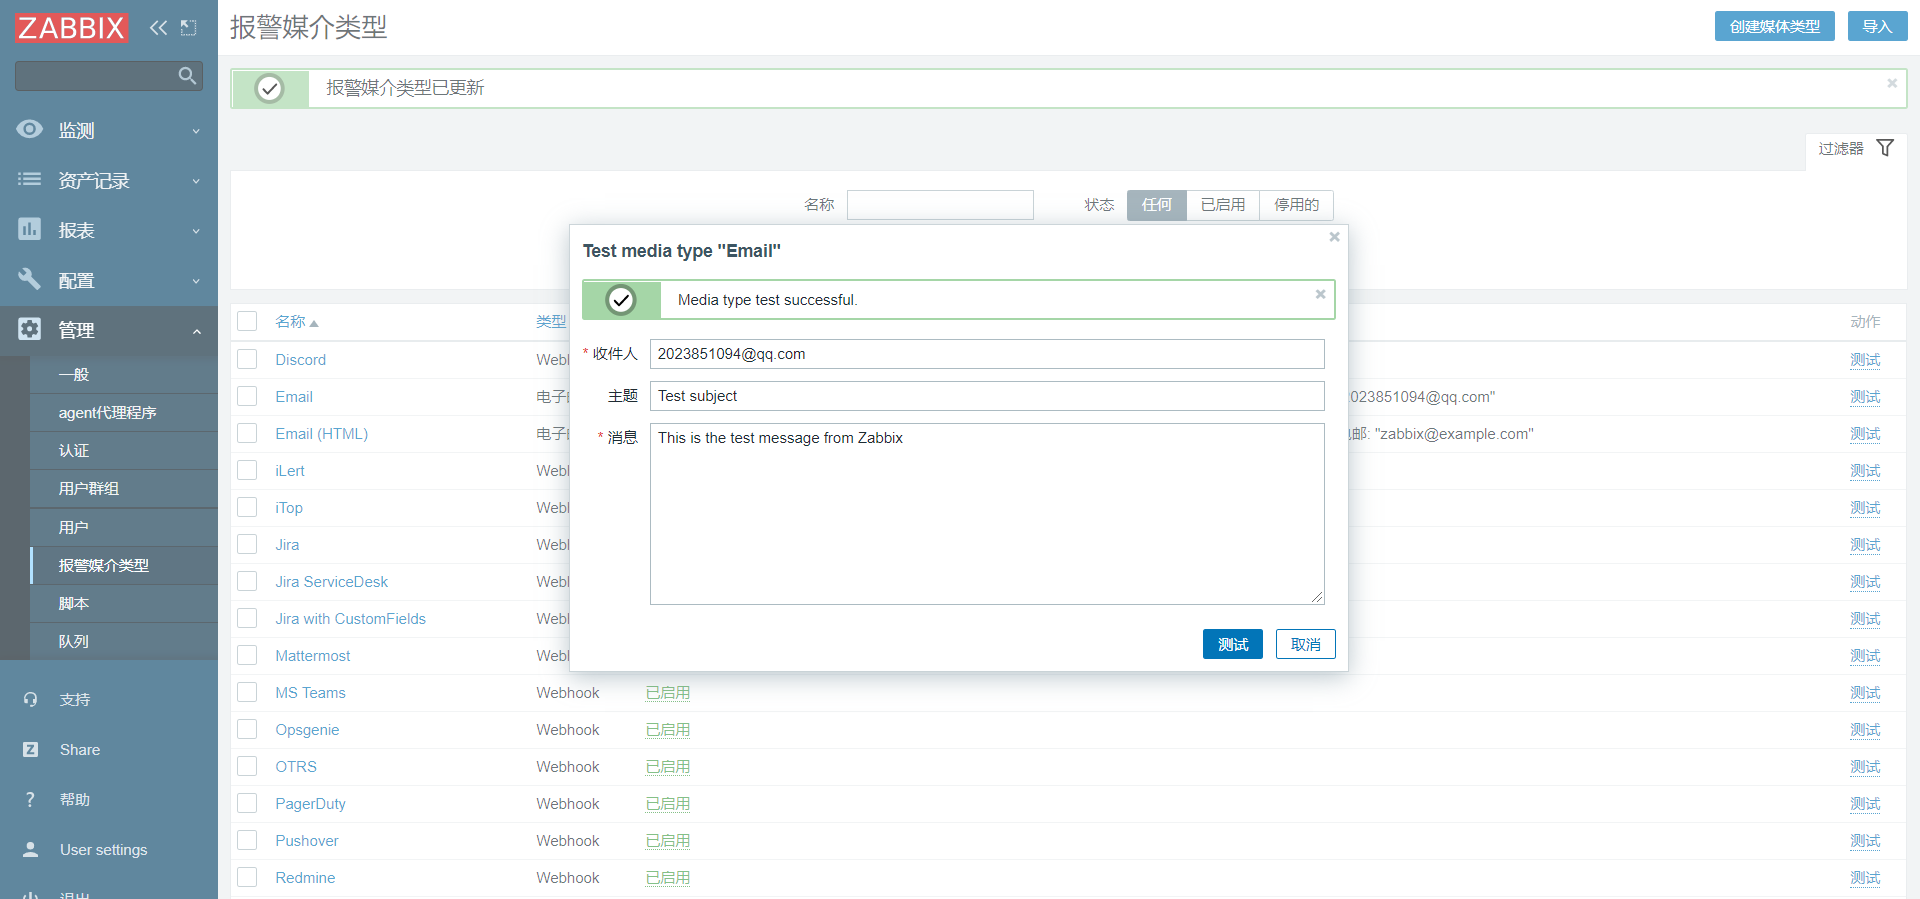 ZABBIX
报警媒介类型
创建媒体类型
导入
报警媒介类型已更新
监测
资产记录
报表
配置
管理
一般
agent代理程序
认证
用户群组
用户
报警媒介类型
脚本
队列
支持
Share
帮助
User settings
退出
过滤器
名称
状态 任何 已启用 停用的
Test media type "Email"
Media type test successful.
* 收件人 2023851094@qq.com
主题 Test subject
* 消息 This is the test message from Zabbix
测试 取消
名称 类型 动作
Discord 测试
Email 电子 023851094@qq.com" 测试
Email (HTML) 电子 邮: "zabbix@example.com" 测试
iLert 测试
iTop 测试
Jira 测试
Jira ServiceDesk 测试
Jira with CustomFields 测试
Mattermost 测试
MS Teams Webhook 已启用 测试
Opsgenie Webhook 已启用 测试
OTRS Webhook 已启用 测试
PagerDuty Webhook 已启用 测试
Pushover Webhook 已启用 测试
Redmine Webhook 已启用 测试